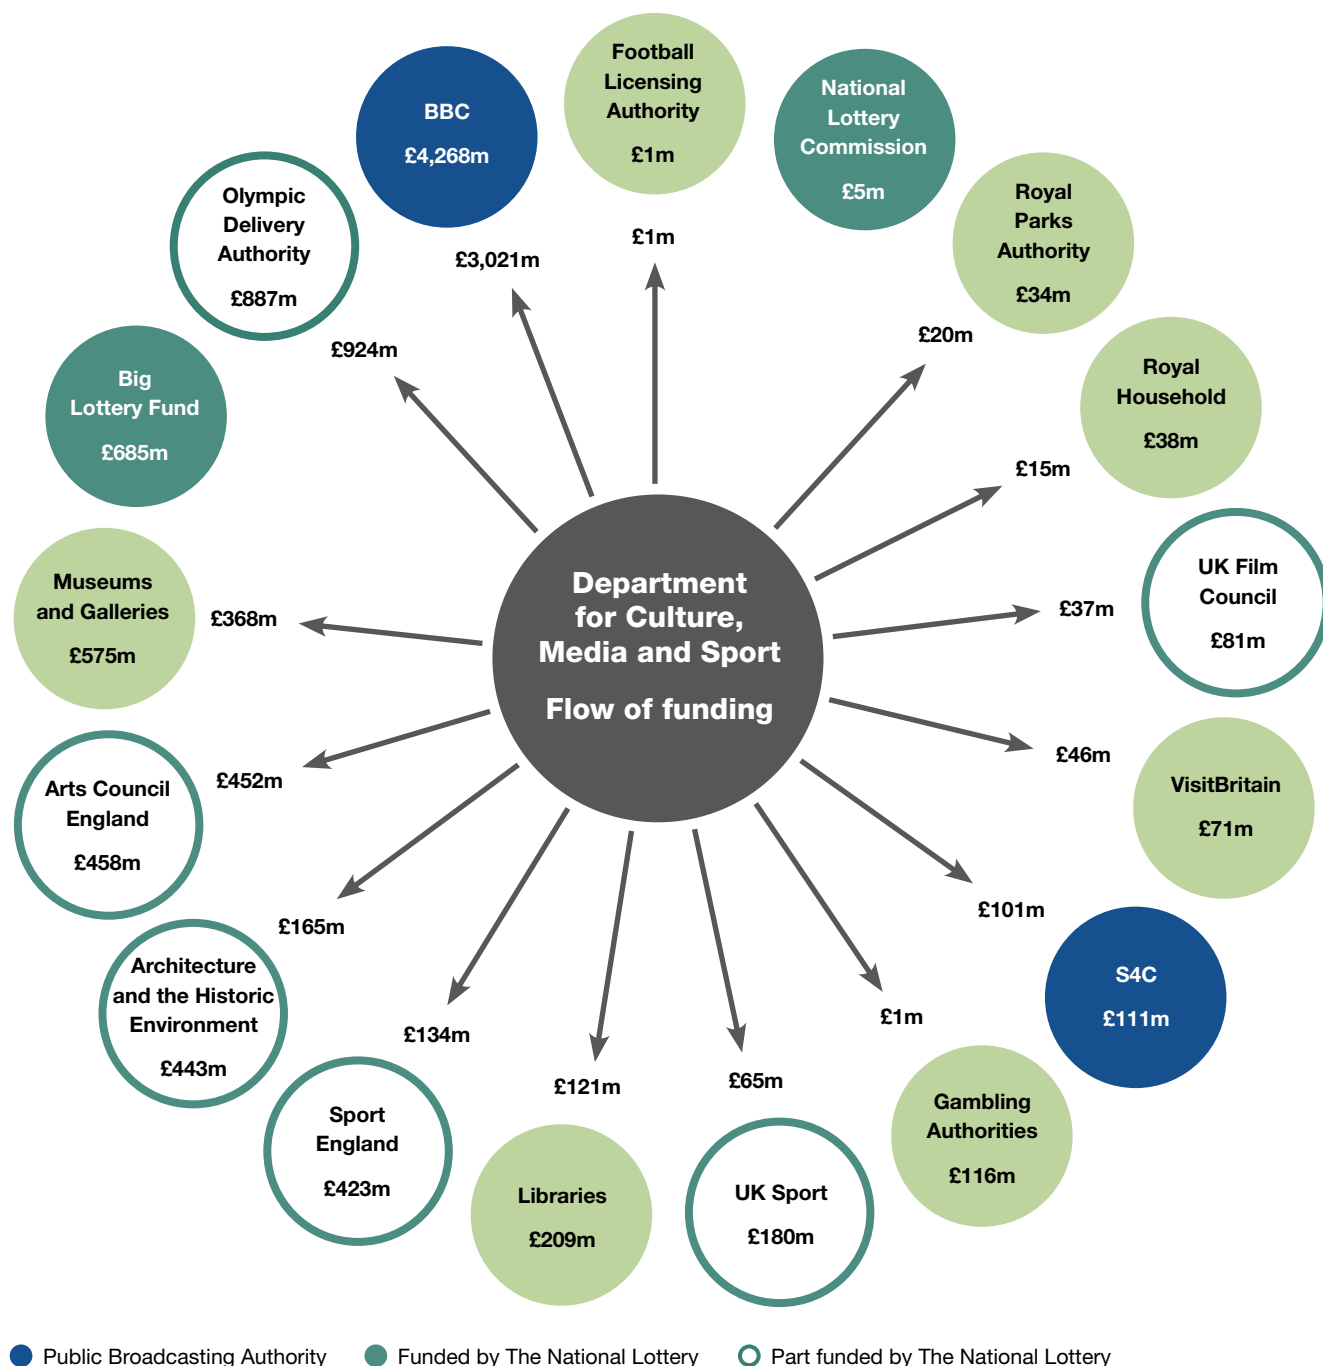 Football
Licensing
Authority
£1m
£1m
National
Lottery
Commission
£5m
Royal
Parks
Authority
£34m
£20m
Royal
Household
£38m
£15m
UK Film
Council
£81m
£37m
VisitBritain
£71m
£46m
S4C
£111m
£101m
Gambling
Authorities
£116m
£1m
UK Sport
£180m
£65m
Libraries
£209m
£121m
Sport
England
£423m
£134m
Architecture
and the Historic
Environment
£443m
£165m
Arts Council
England
£458m
£452m
Museums
and Galleries
£575m
£368m
Big
Lottery Fund
£685m
Olympic
Delivery
Authority
£887m
£924m
BBC
£4,268m
£3,021m
Department
for Culture,
Media and Sport
Flow of funding
Public Broadcasting Authority
Funded by The National Lottery
Part funded by The National Lottery